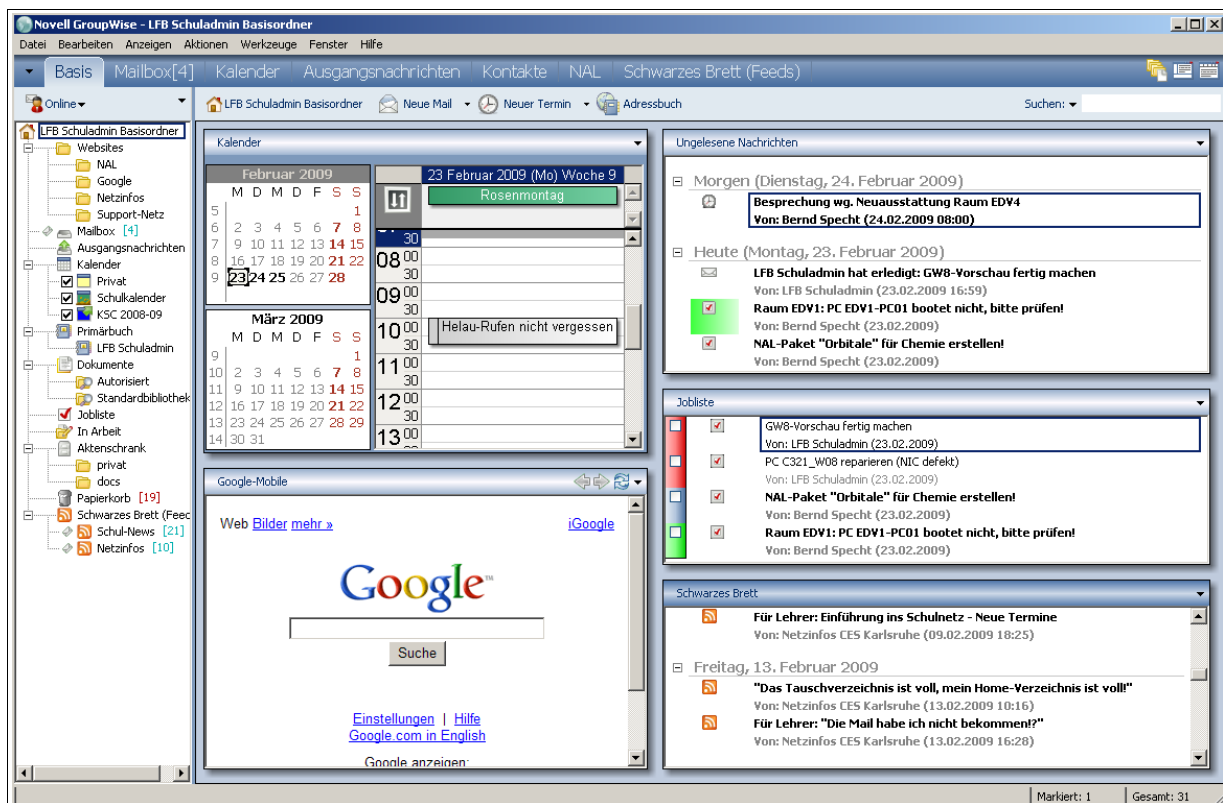 Novell GroupWise - LFB Schuladmin Basisordner
Datei Bearbeiten Anzeigen Aktionen Werkzeuge Fenster Hilfe
Basis Mailbox[4] Kalender Ausgangsnachrichten Kontakte NAL Schwarzes Brett (Feeds)
Online LFB Schuladmin Basisordner Neue Mail Neuer Termin Adressbuch Suchen:
LFB Schuladmin Basisordner
Websites
NAL
Google
Netzinfos
Support-Netz
Mailbox [4]
Ausgangsnachrichten
Kalender
Privat
Schulkalender
KSC 2008-09
Primärbuch
LFB Schuladmin
Dokumente
Autorisiert
Standardbibliothek
Jobliste
In Arbeit
Aktenschrank
privat
docs
Papierkorb [19]
Schwarzes Brett (Feec
Schul-News [21]
Netzinfos [10]
Kalender
Februar 2009
M D M D F S S
5 1
6 2 3 4 5 6 7 8
7 9 10 11 12 13 14 15
8 16 17 18 19 20 21 22
9 23 24 25 26 27 28
März 2009
M D M D F S S
9 1
10 2 3 4 5 6 7 8
11 9 10 11 12 13 14 15
12 16 17 18 19 20 21 22
13 23 24 25 26 27 28 29
14 30 31
23 Februar 2009 (Mo) Woche 9
Rosenmontag
30
08 00
30
09 00
30
10 00 Helau-Rufen nicht vergessen
30
11 00
30
12 00
30
13 00
Google-Mobile
Web Bilder mehr » iGoogle
Google™
Suche
Einstellungen | Hilfe
Google.com in English
Google anzeigen:
Ungelesene Nachrichten
Morgen (Dienstag, 24. Februar 2009)
Besprechung wg. Neuausstattung Raum EDV4
Von: Bernd Specht (24.02.2009 08:00)
Heute (Montag, 23. Februar 2009)
LFB Schuladmin hat erledigt: GW8-Vorschau fertig machen
Von: LFB Schuladmin (23.02.2009 16:59)
Raum EDV1: PC EDV1-PC01 bootet nicht, bitte prüfen!
Von: Bernd Specht (23.02.2009)
NAL-Paket "Orbitale" für Chemie erstellen!
Von: Bernd Specht (23.02.2009)
Jobliste
GW8-Vorschau fertig machen
Von: LFB Schuladmin (23.02.2009)
PC C321_W08 reparieren (NIC defekt)
Von: LFB Schuladmin (23.02.2009)
NAL-Paket "Orbitale" für Chemie erstellen!
Von: Bernd Specht (23.02.2009)
Raum EDV1: PC EDV1-PC01 bootet nicht, bitte prüfen!
Von: Bernd Specht (23.02.2009)
Schwarzes Brett
Für Lehrer: Einführung ins Schulnetz - Neue Termine
Von: Netzinfos CES Karlsruhe (09.02.2009 18:25)
Freitag, 13. Februar 2009
"Das Tauschverzeichnis ist voll, mein Home-Verzeichnis ist voll!"
Von: Netzinfos CES Karlsruhe (13.02.2009 10:16)
Für Lehrer: "Die Mail habe ich nicht bekommen!?"
Von: Netzinfos CES Karlsruhe (13.02.2009 16:28)
Markiert: 1 Gesamt: 31